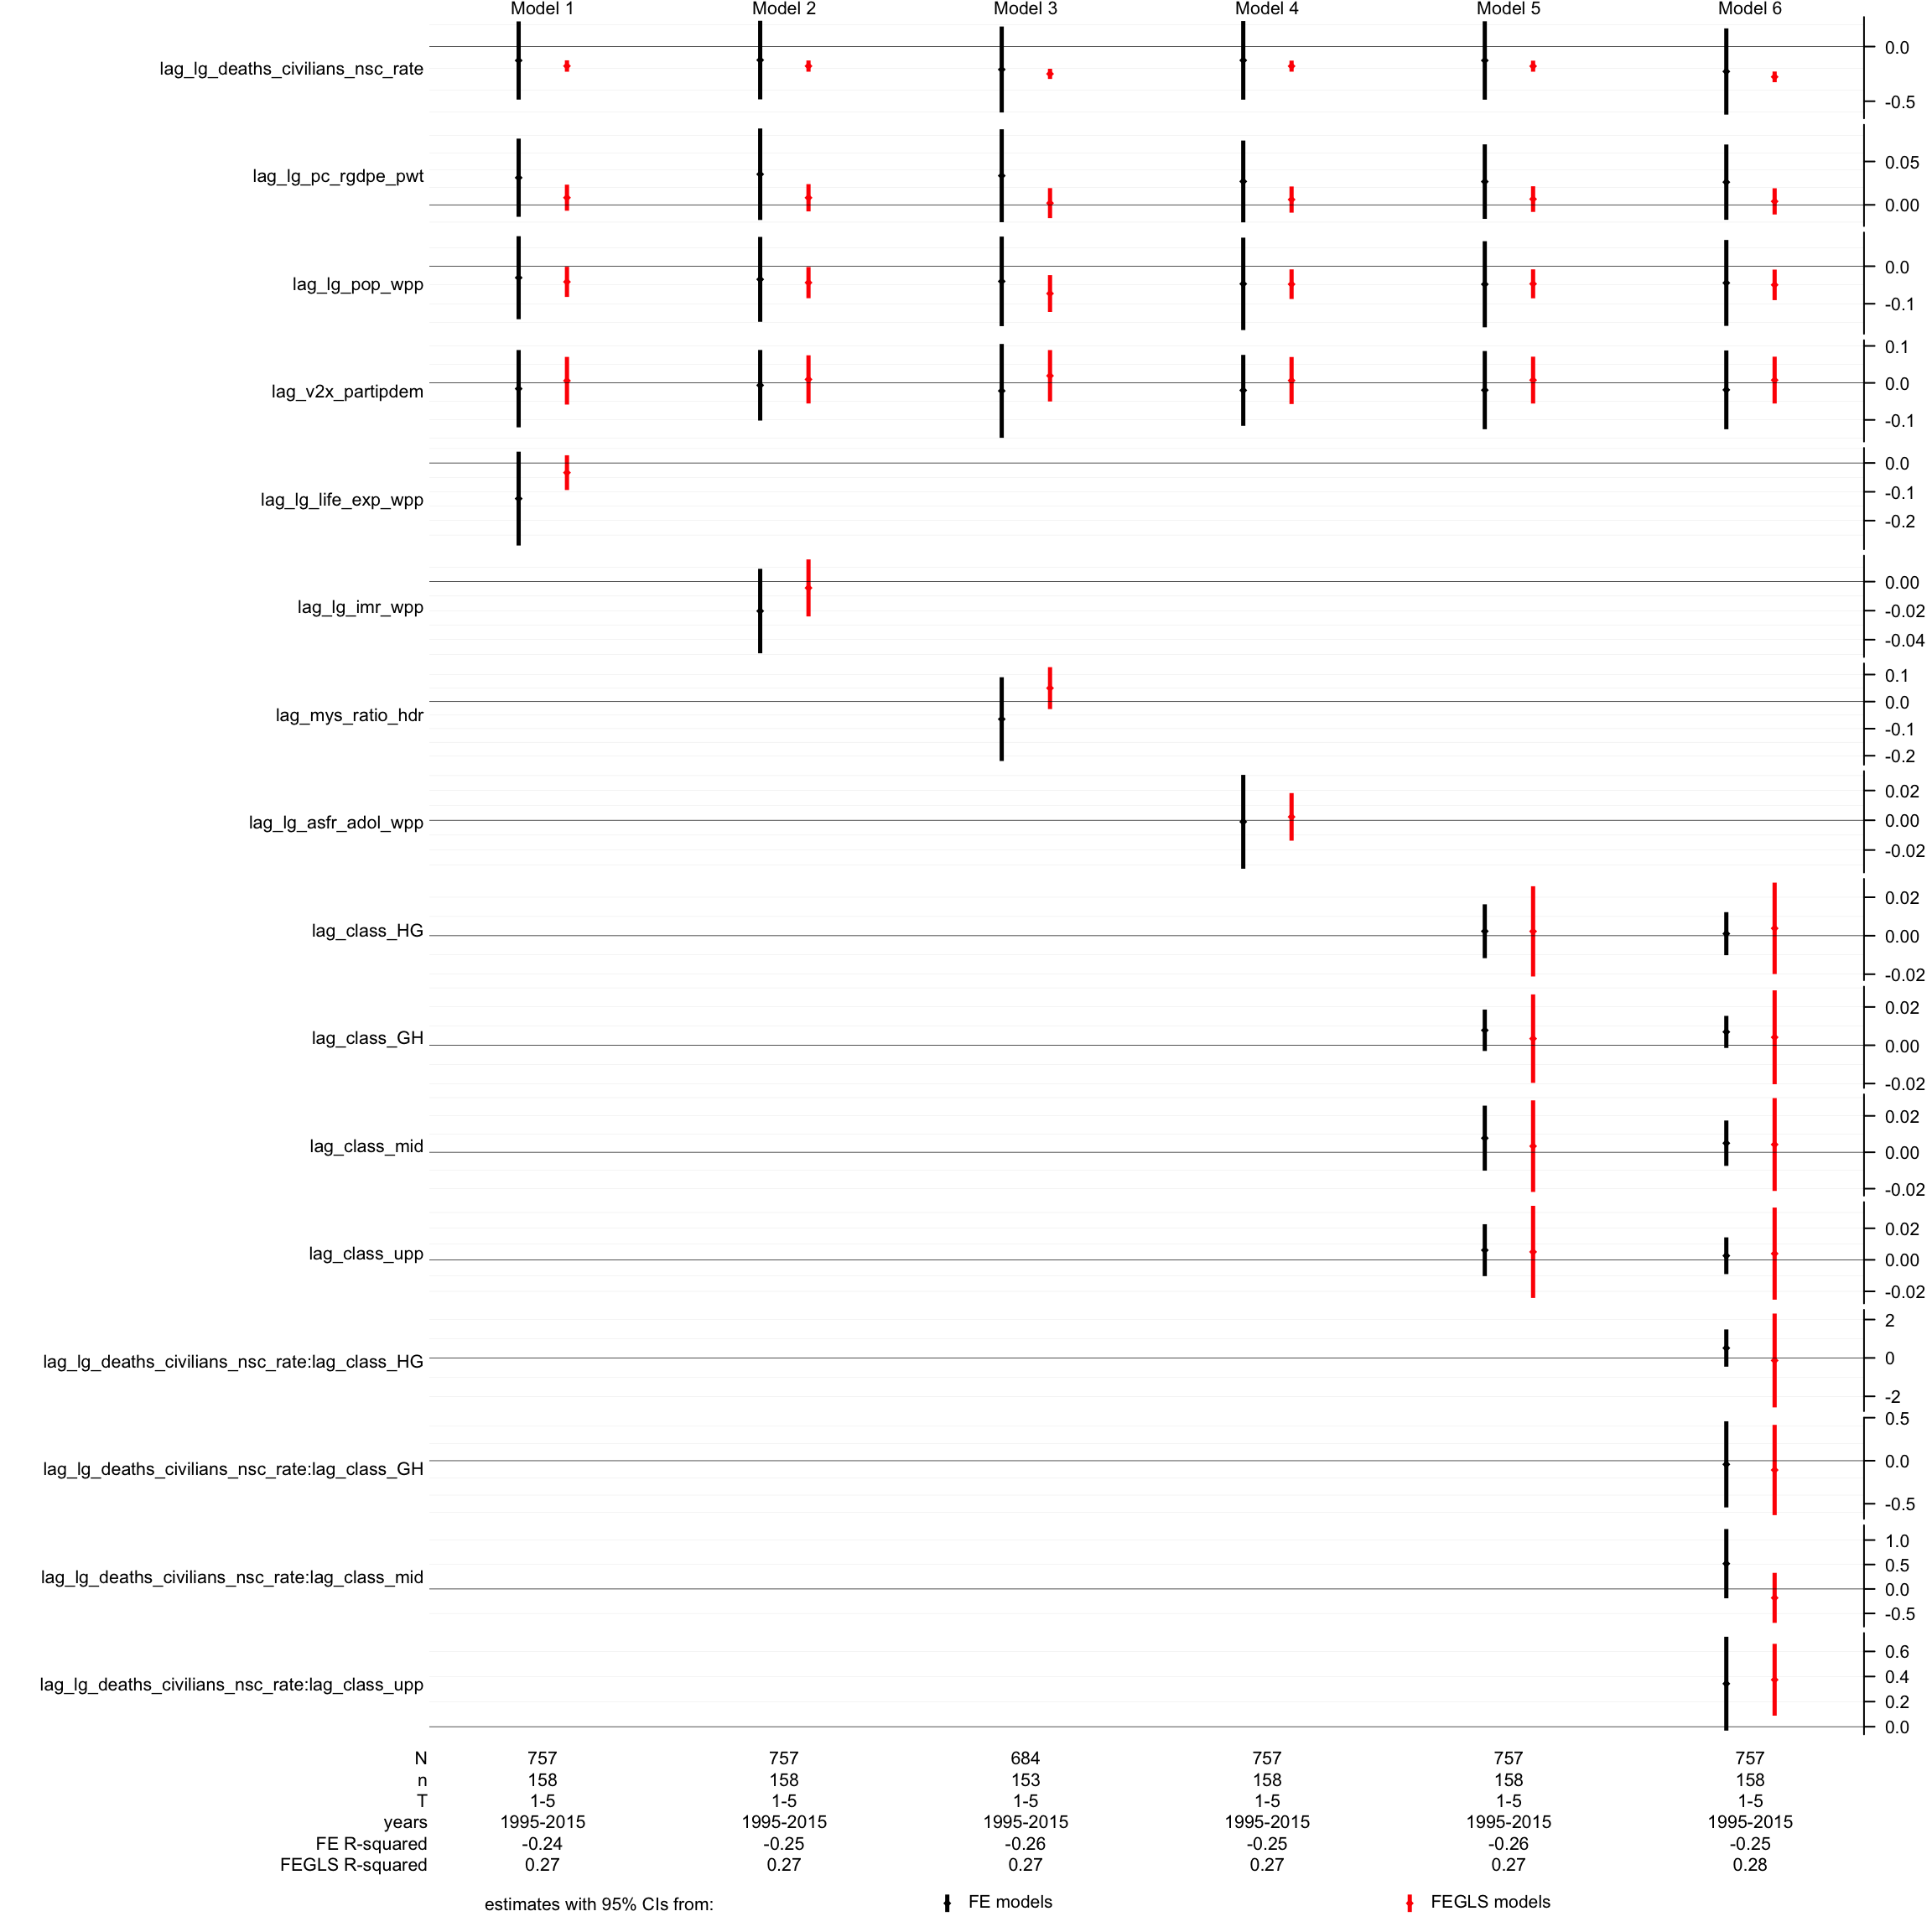 Model 1 Model 2 Model 3 Model 4 Model 5 Model 6
lag_lg_deaths_civilians_nsc_rate
0.0
-0.5
lag_lg_pc_rgdpe_pwt
0.05
0.00
lag_lg_pop_wpp
0.0
-0.1
lag_v2x_partipdem
0.1
0.0
-0.1
lag_lg_life_exp_wpp
0.0
-0.1
-0.2
lag_lg_imr_wpp
0.00
-0.02
-0.04
lag_mys_ratio_hdr
0.1
0.0
-0.1
-0.2
lag_lg_asfr_adol_wpp
0.02
0.00
-0.02
lag_class_HG
0.02
0.00
-0.02
lag_class_GH
0.02
0.00
-0.02
lag_class_mid
0.02
0.00
-0.02
lag_class_upp
0.02
0.00
-0.02
lag_lg_deaths_civilians_nsc_rate:lag_class_HG
2
0
-2
lag_lg_deaths_civilians_nsc_rate:lag_class_GH
0.5
0.0
-0.5
lag_lg_deaths_civilians_nsc_rate:lag_class_mid
1.0
0.5
0.0
-0.5
lag_lg_deaths_civilians_nsc_rate:lag_class_upp
0.6
0.4
0.2
0.0
N 757 757 684 757 757 757
n 158 158 153 158 158 158
T 1-5 1-5 1-5 1-5 1-5 1-5
years 1995-2015 1995-2015 1995-2015 1995-2015 1995-2015 1995-2015
FE R-squared -0.24 -0.25 -0.26 -0.25 -0.26 -0.25
FEGLS R-squared 0.27 0.27 0.27 0.27 0.27 0.28
estimates with 95% CIs from: FE models FEGLS models